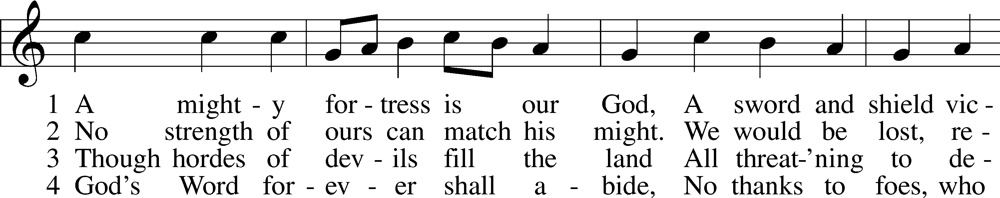 1 A might - y for - tress is our God, A sword and shield vic -
2 No strength of ours can match his might. We would be lost, re -
3 Though hordes of dev - ils fill the land All threat-'ning to de -
4 God's Word for - ev - er shall a - bide, No thanks to foes, who